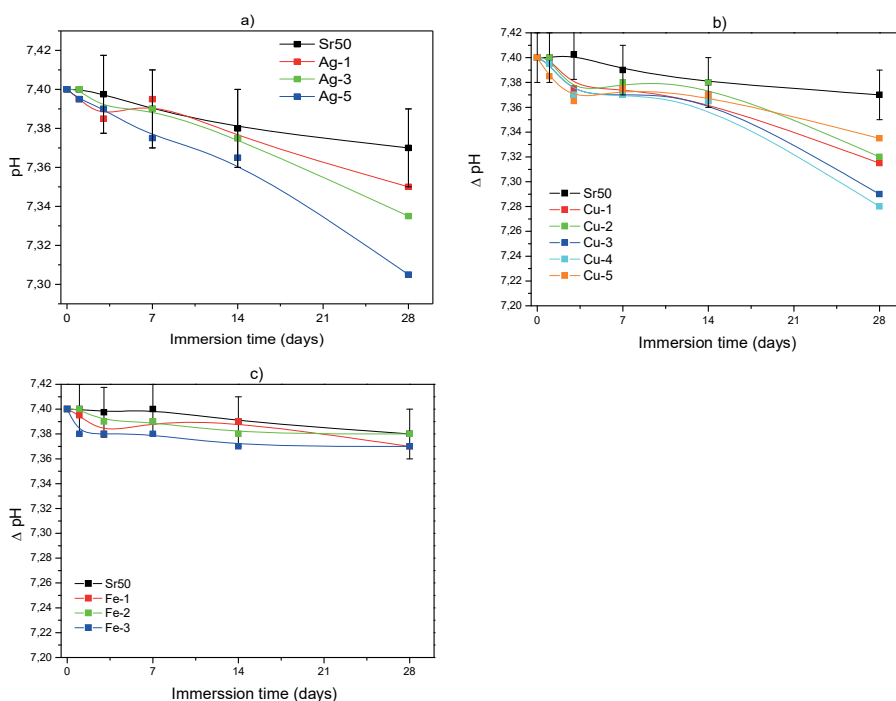 a)
7,42
7,40
7,39
7,38
7,36
7,34
7,33
7,30
pH
Sr50
Ag-1
Ag-3
Ag-5
0
7
14
21
28
Immersion time (days)
b)
7,42
7,40
7,38
7,36
7,34
7,32
7,30
7,28
7,26
7,24
7,22
7,20
Δ pH
Sr50
Cu-1
Cu-2
Cu-3
Cu-4
Cu-5
0
7
14
21
28
Immersion time (days)
c)
7,42
7,40
7,38
7,36
7,34
7,32
7,30
7,28
7,26
7,24
7,22
7,20
Δ pH
Sr50
Fe-1
Fe-2
Fe-3
0
7
14
21
28
Immerssion time (days)